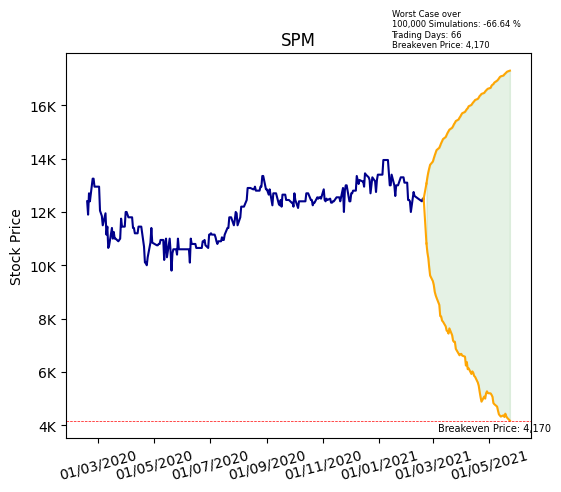 Worst Case over
100,000 Simulations: -66.64 %
Trading Days: 66
Breakeven Price: 4,170
SPM
Stock Price
16K
14K
12K
10K
8K
6K
4K
Breakeven Price: 4,170
01/03/2020
01/05/2020
01/07/2020
01/09/2020
01/11/2020
01/01/2021
01/03/2021
01/05/2021